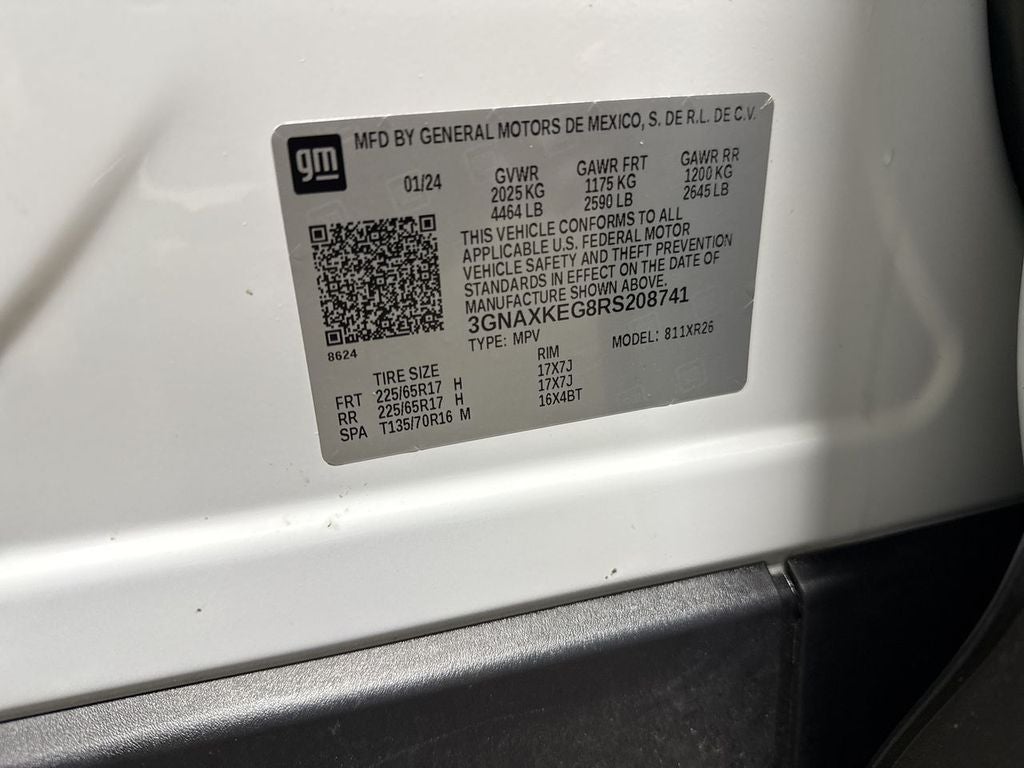 MFD BY GENERAL MOTORS DE MEXICO, S. DE R.L. DE C.V.
gm
01/24 GVWR GAWR FRT GAWR RR
2025 KG 1175 KG 1200 KG
4464 LB 2590 LB 2645 LB
THIS VEHICLE CONFORMS TO ALL
APPLICABLE U.S. FEDERAL MOTOR
VEHICLE SAFETY AND THEFT PREVENTION
STANDARDS IN EFFECT ON THE DATE OF
MANUFACTURE SHOWN ABOVE.
3GNAXKEG8RS208741
8624
TYPE: MPV MODEL: 811XR26
TIRE SIZE RIM
FRT 225/65R17 H 17X7J
RR 225/65R17 H 17X7J
SPA T135/70R16 M 16X4BT